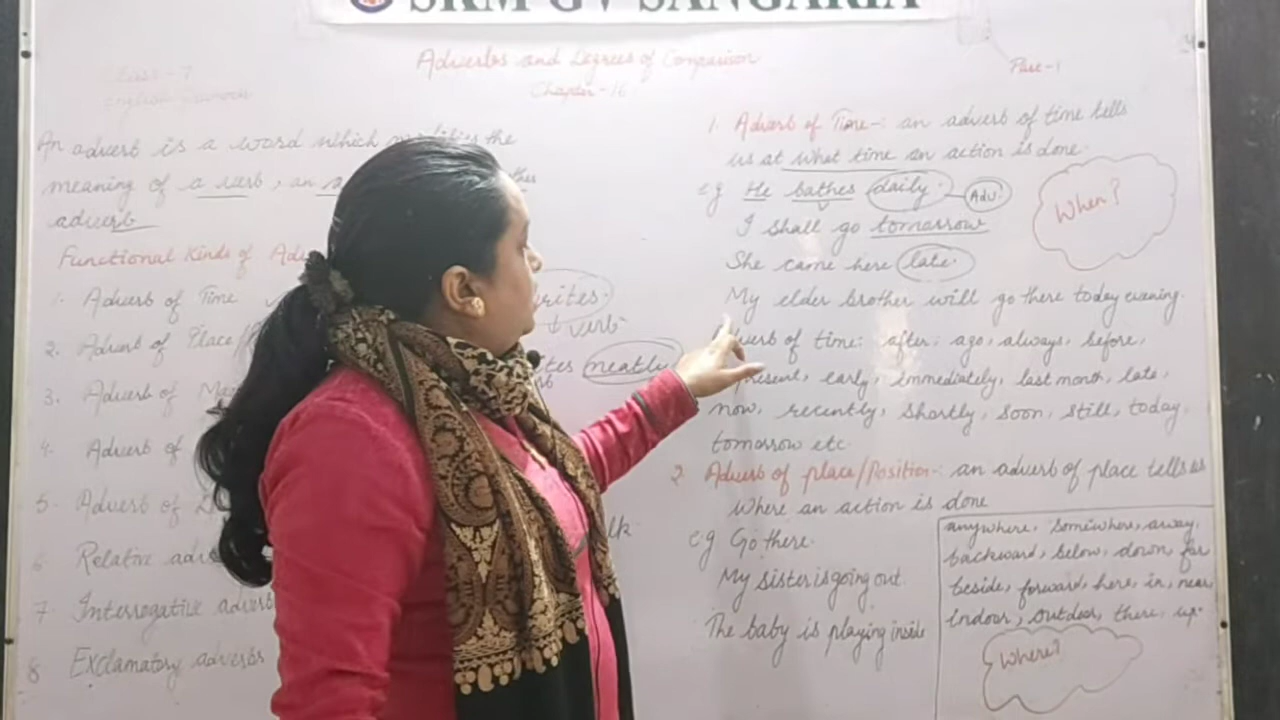 SRM GV SANGARIA
Adverbs and Degrees of Comparison
Chapter - 16
Class - 7
English Grammar
Part - 1
An adverb is a word which modifies the
meaning of a verb, an
adverb
Functional Kinds of
1. Adverb of Time
2. Adverb of Place/
3. Adverb of
4. Adverb of
5. Adverb of
6 Relative
7 Interrogative adverb
8 Exclamatory adverbs
verb
neatly
1. Adverb of Time -: an adverb of time tells
us at what time an action is done.
e.g He bathes daily. Adv.
I shall go tomorrow
She came here late.
My elder brother will go there today evening.
When?
of time: after, ago, always, before,
early, immediately, last month, late,
now, recently, shortly, soon, still, today,
tomorrow etc.
2 Adverb of place/Position -: an adverb of place tells us
Where an action is done
e.g Go there.
My sister is going out.
The baby is playing inside
anywhere, somewhere, away,
backward, below, down far
beside, forward, here, in, near,
indoor, outdoor, there, up.
Where?